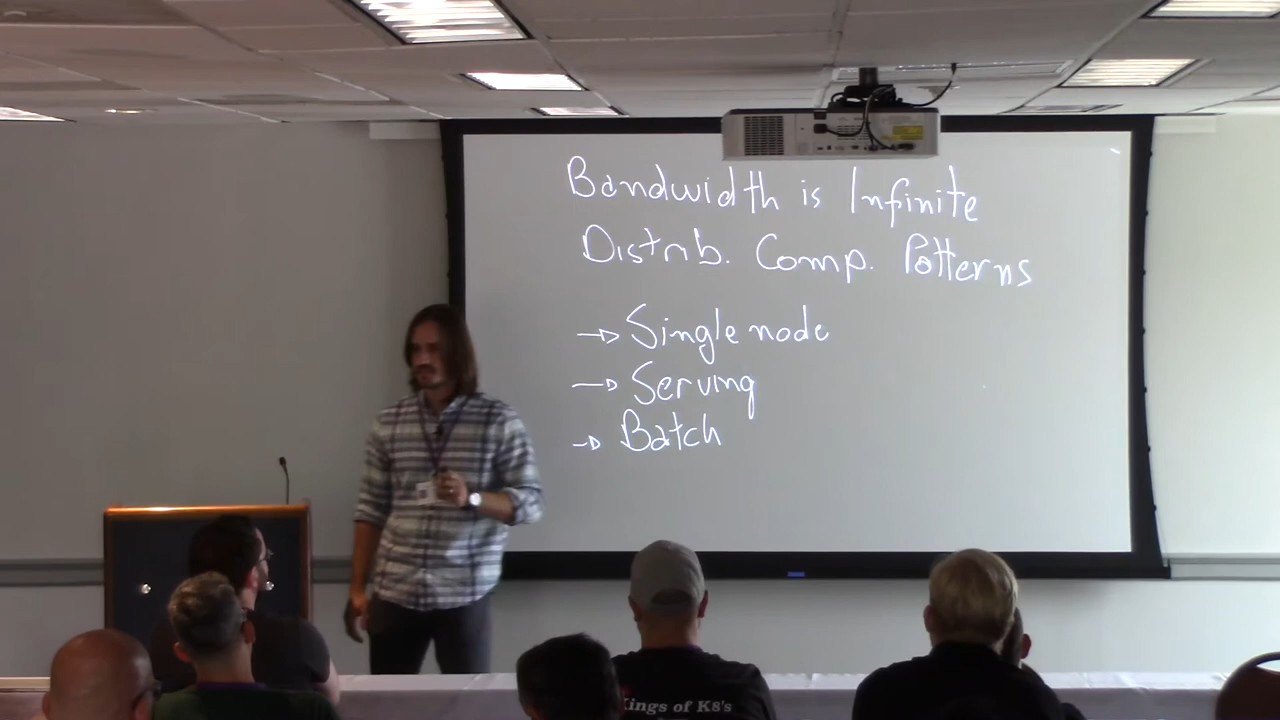 Bandwidth is Infinite
Distrib. Comp. Patterns
→ Single node
→ Serving
→ Batch
Kings of K8's